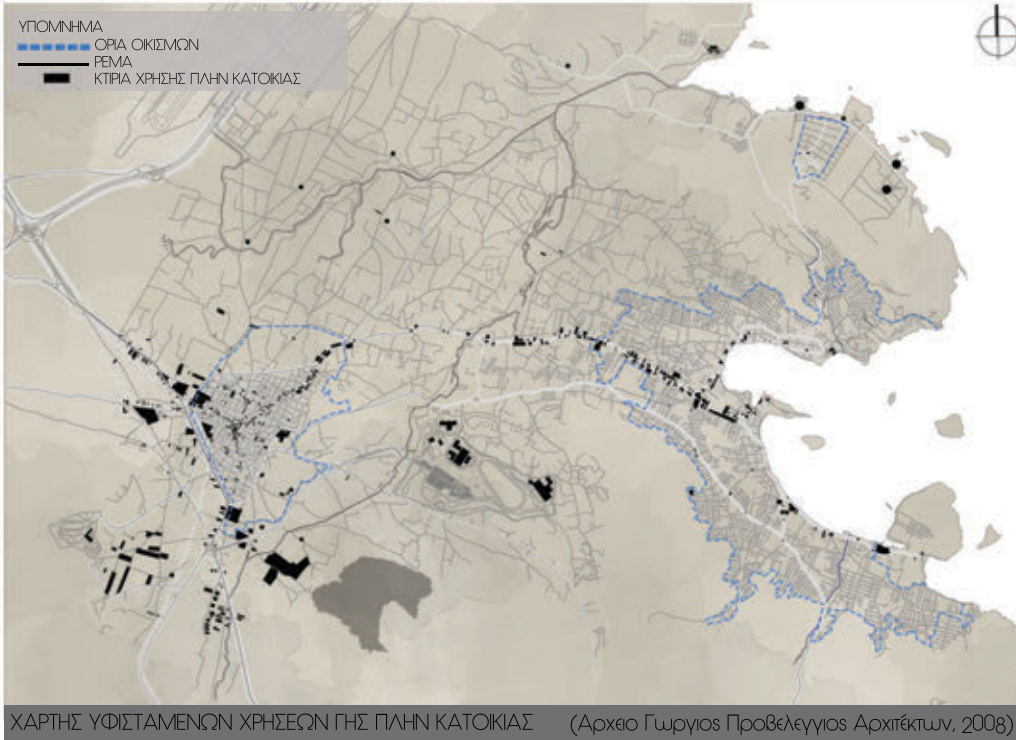 ΥΠΟΜΝΗΜΑ
ΟΡΙΑ ΟΙΚΙΣΜΩΝ
ΡΕΜΑ
ΚΤΙΡΙΑ ΧΡΗΣΗΣ ΠΛΗΝ ΚΑΤΟΙΚΙΑΣ
ΧΑΡΤΗΣ ΥΦΙΣΤΑΜΕΝΩΝ ΧΡΗΣΕΩΝ ΓΗΣ ΠΛΗΝ ΚΑΤΟΙΚΙΑΣ (Αρχειο Γιωργιος Προβελεγγιος Αρχιτέκτων, 2008)